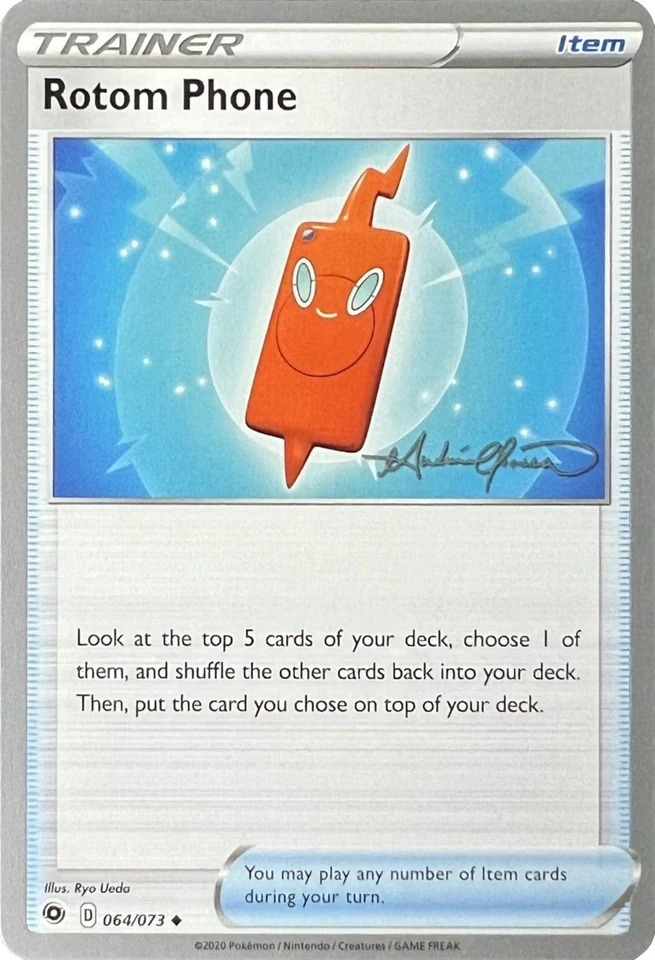 TRAINER
Item
Rotom Phone
Look at the top 5 cards of your deck, choose 1 of
them, and shuffle the other cards back into your deck.
Then, put the card you chose on top of your deck.
You may play any number of Item cards
during your turn.
Illus. Ryo Ueda
D 064/073 ◆
©2020 Pokémon / Nintendo / Creatures / GAME FREAK